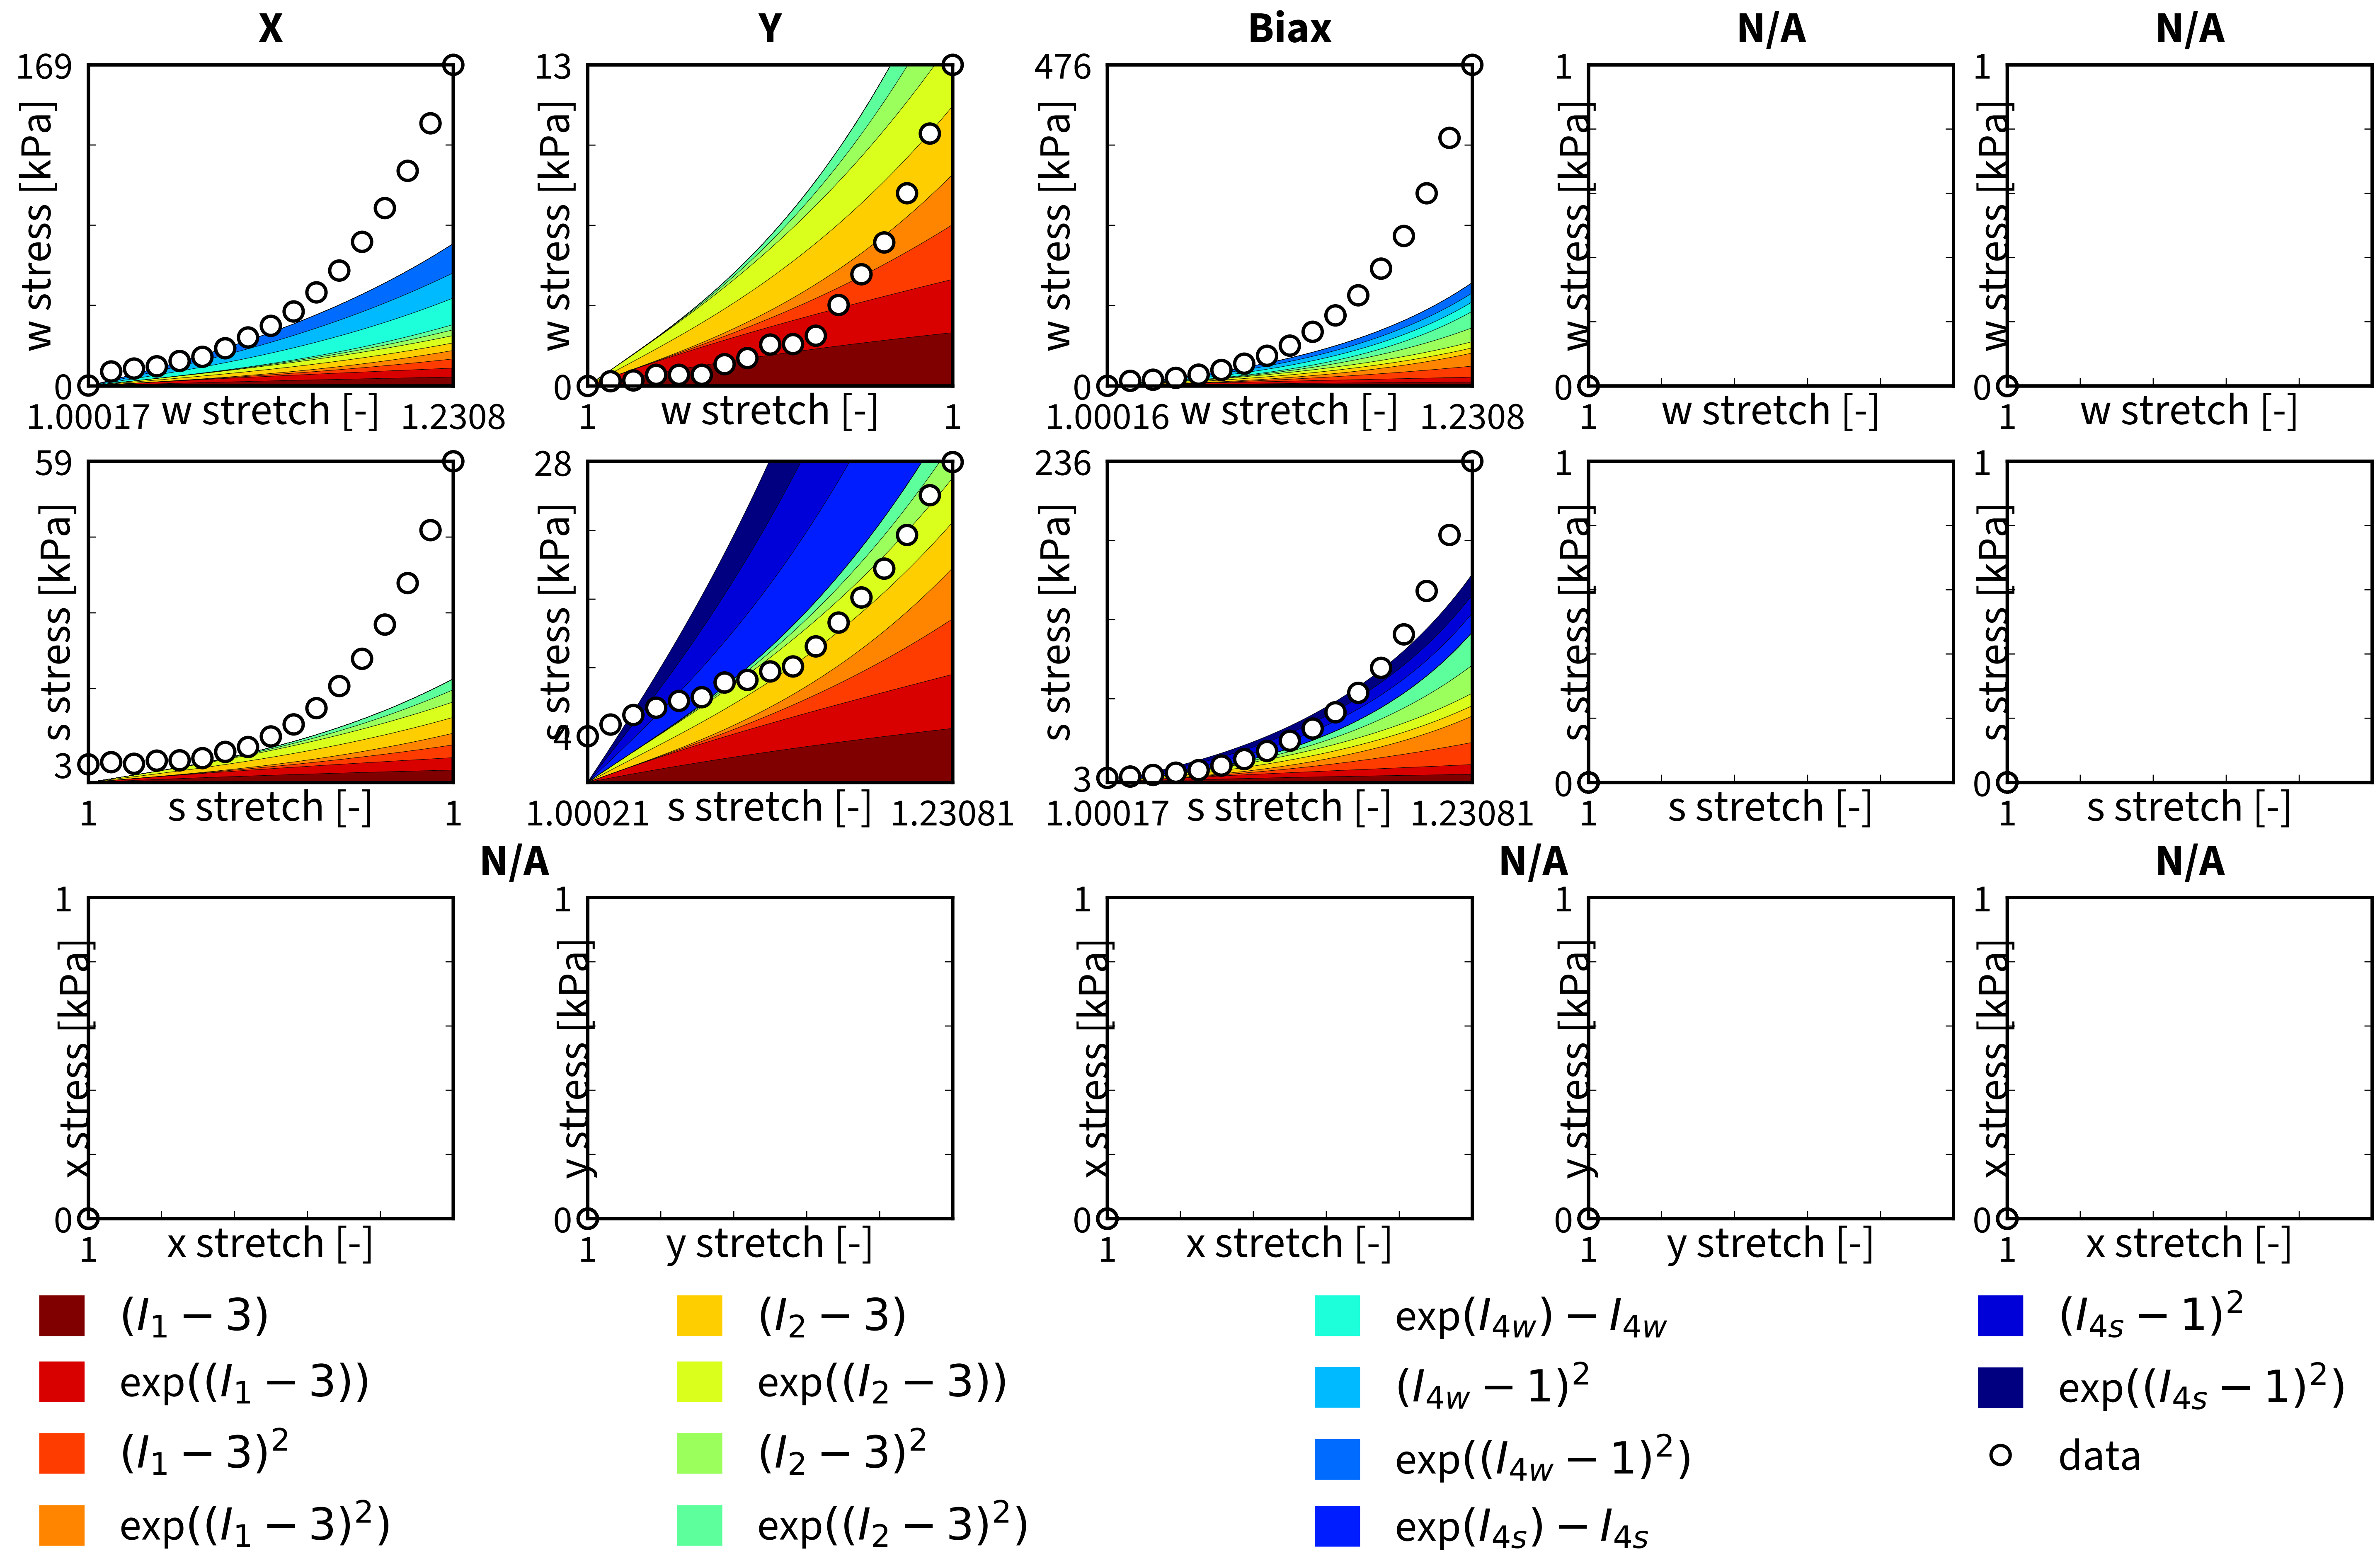 X Y Biax N/A N/A
169 13 476 1 1
w stress [kPa] w stress [kPa] w stress [kPa] w stress [kPa] w stress [kPa]
0 0 0 0 0
1.00017 w stretch [-] 1.2308 1 w stretch [-] 1 1.00016 w stretch [-] 1.2308 1 w stretch [-] 1 w stretch [-]
59 28 236 1 1
s stress [kPa] s stress [kPa] s stress [kPa] s stress [kPa] s stress [kPa]
3 4 3 0 0
1 s stretch [-] 1 1.00021 s stretch [-] 1.23081 1.00017 s stretch [-] 1.23081 1 s stretch [-] 1 s stretch [-]
N/A N/A N/A
1 1 1 1 1
x stress [kPa] y stress [kPa] x stress [kPa] y stress [kPa] x stress [kPa]
0 0 0 0 0
1 x stretch [-] 1 y stretch [-] 1 x stretch [-] 1 y stretch [-] 1 x stretch [-]
(I₁ − 3) (I₂ − 3) exp(I₄w) − I₄w (I₄s − 1)²
exp((I₁ − 3)) exp((I₂ − 3)) (I₄w − 1)² exp((I₄s − 1)²)
(I₁ − 3)² (I₂ − 3)² exp((I₄w − 1)²) data
exp((I₁ − 3)²) exp((I₂ − 3)²) exp(I₄s) − I₄s